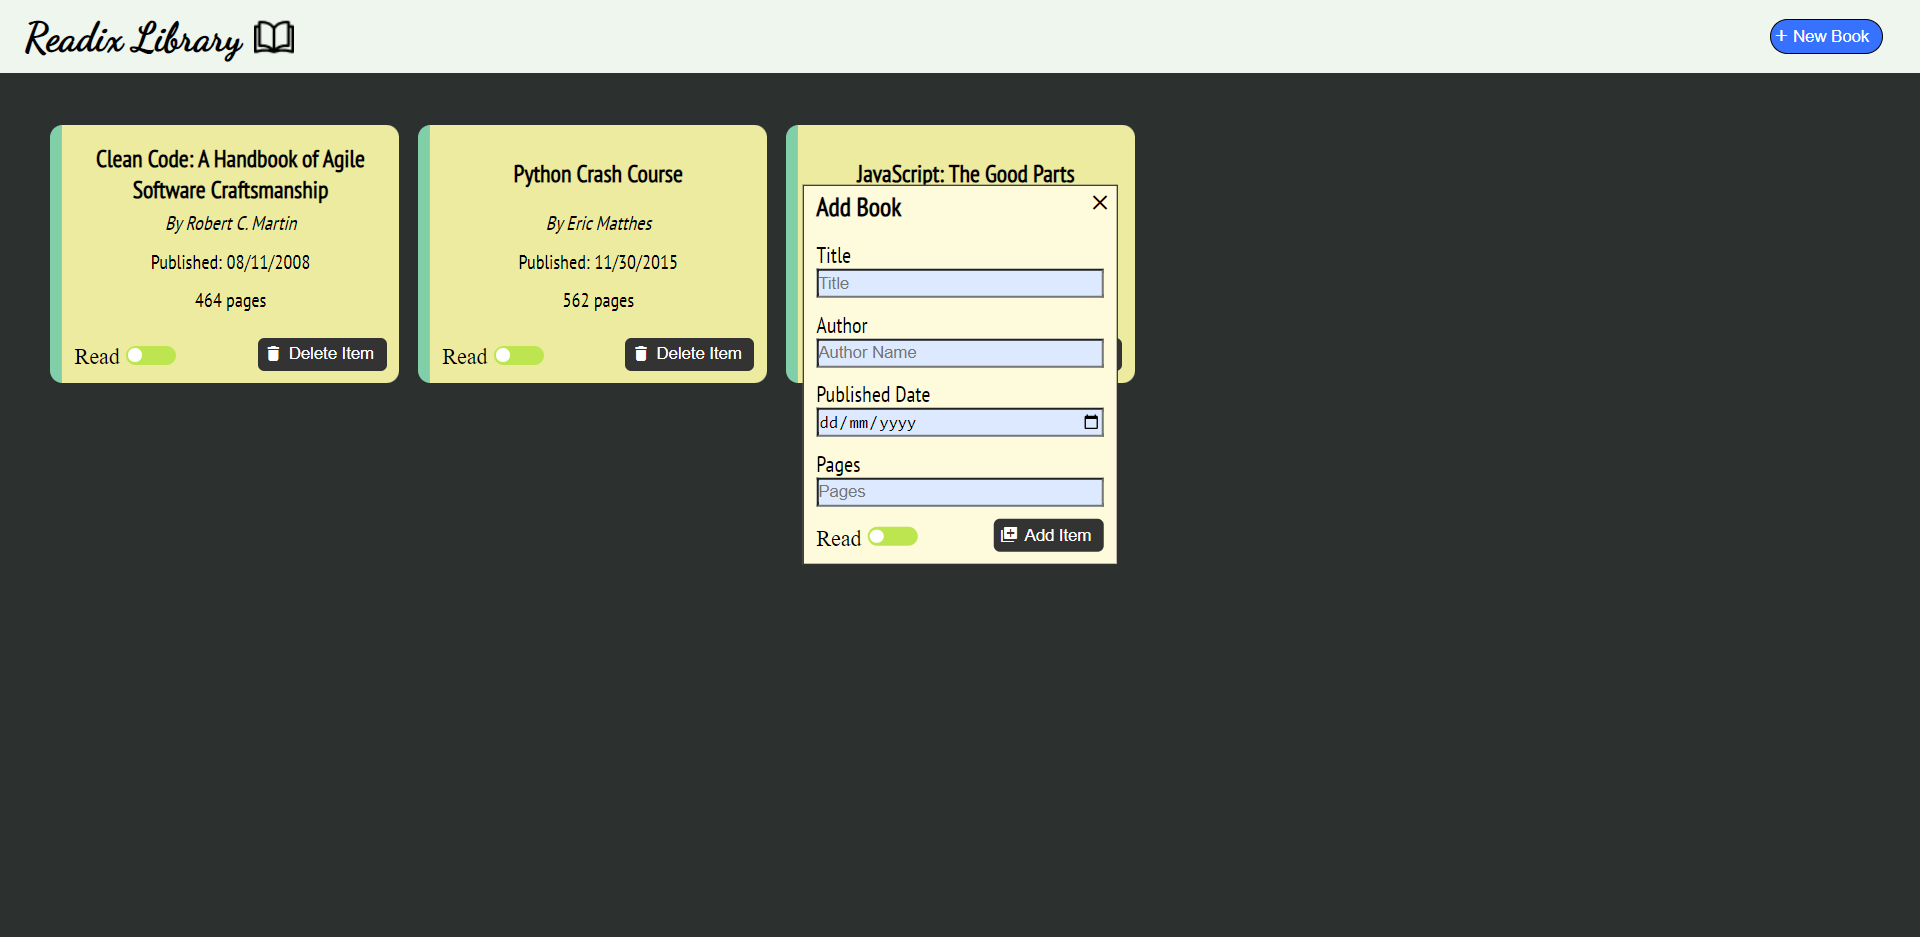 Readix Library
+ New Book
Clean Code: A Handbook of Agile
Software Craftsmanship
By Robert C. Martin
Published: 08/11/2008
464 pages
Read
Delete Item
Python Crash Course
By Eric Matthes
Published: 11/30/2015
562 pages
Read
Delete Item
JavaScript: The Good Parts
Add Book
Title
Title
Author
Author Name
Published Date
dd/mm/yyyy
Pages
Pages
Read
Add Item